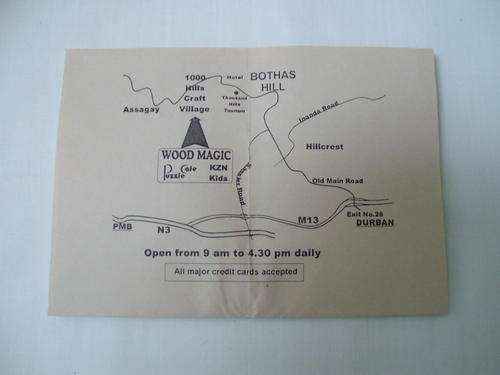 1000
Hills
Craft
Village
Hotel
BOTHAS
HILL
Thousand
Hills
Tourism
Assagay
Inanda Road
WOOD MAGIC
Puzzle Cafe
KZN
Kids
Hillcrest
Old Main Road
Road
Exit No.28
DURBAN
M13
PMB
N3
Open from 9 am to 4.30 pm daily
All major credit cards accepted